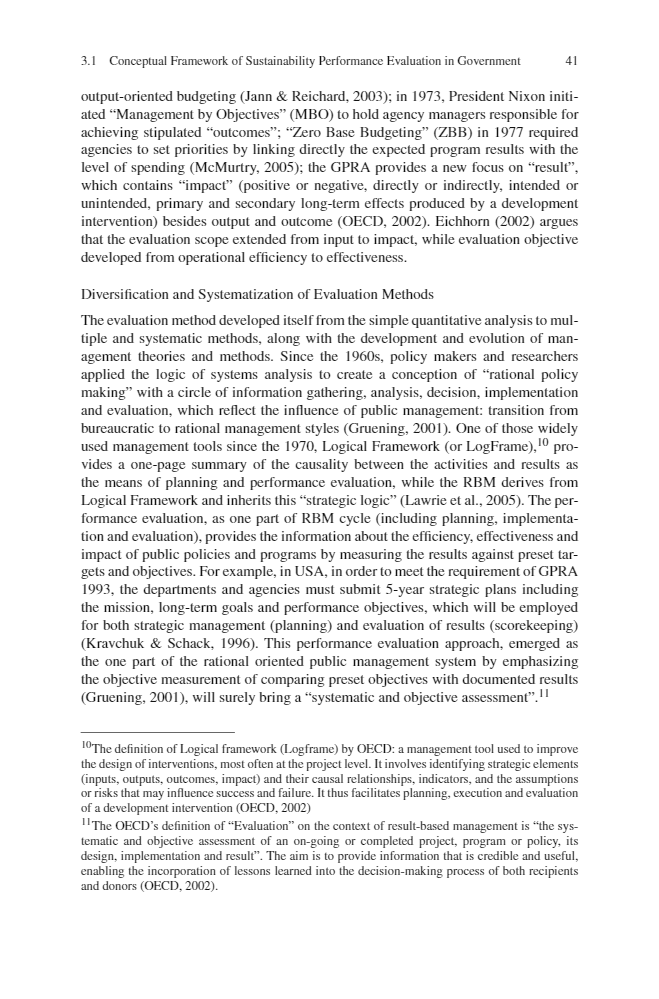 3.1 Conceptual Framework of Sustainability Performance Evaluation in Government 41
output-oriented budgeting (Jann & Reichard, 2003); in 1973, President Nixon initi-
ated “Management by Objectives” (MBO) to hold agency managers responsible for
achieving stipulated “outcomes”; “Zero Base Budgeting” (ZBB) in 1977 required
agencies to set priorities by linking directly the expected program results with the
level of spending (McMurtry, 2005); the GPRA provides a new focus on “result”,
which contains “impact” (positive or negative, directly or indirectly, intended or
unintended, primary and secondary long-term effects produced by a development
intervention) besides output and outcome (OECD, 2002). Eichhorn (2002) argues
that the evaluation scope extended from input to impact, while evaluation objective
developed from operational efficiency to effectiveness.
Diversification and Systematization of Evaluation Methods
The evaluation method developed itself from the simple quantitative analysis to mul-
tiple and systematic methods, along with the development and evolution of man-
agement theories and methods. Since the 1960s, policy makers and researchers
applied the logic of systems analysis to create a conception of “rational policy
making” with a circle of information gathering, analysis, decision, implementation
and evaluation, which reflect the influence of public management: transition from
bureaucratic to rational management styles (Gruening, 2001). One of those widely
used management tools since the 1970, Logical Framework (or LogFrame),10 pro-
vides a one-page summary of the causality between the activities and results as
the means of planning and performance evaluation, while the RBM derives from
Logical Framework and inherits this “strategic logic” (Lawrie et al., 2005). The per-
formance evaluation, as one part of RBM cycle (including planning, implementa-
tion and evaluation), provides the information about the efficiency, effectiveness and
impact of public policies and programs by measuring the results against preset tar-
gets and objectives. For example, in USA, in order to meet the requirement of GPRA
1993, the departments and agencies must submit 5-year strategic plans including
the mission, long-term goals and performance objectives, which will be employed
for both strategic management (planning) and evaluation of results (scorekeeping)
(Kravchuk & Schack, 1996). This performance evaluation approach, emerged as
the one part of the rational oriented public management system by emphasizing
the objective measurement of comparing preset objectives with documented results
(Gruening, 2001), will surely bring a “systematic and objective assessment”.11
10The definition of Logical framework (Logframe) by OECD: a management tool used to improve
the design of interventions, most often at the project level. It involves identifying strategic elements
(inputs, outputs, outcomes, impact) and their causal relationships, indicators, and the assumptions
or risks that may influence success and failure. It thus facilitates planning, execution and evaluation
of a development intervention (OECD, 2002)
11The OECD’s definition of “Evaluation” on the context of result-based management is “the sys-
tematic and objective assessment of an on-going or completed project, program or policy, its
design, implementation and result”. The aim is to provide information that is credible and useful,
enabling the incorporation of lessons learned into the decision-making process of both recipients
and donors (OECD, 2002).